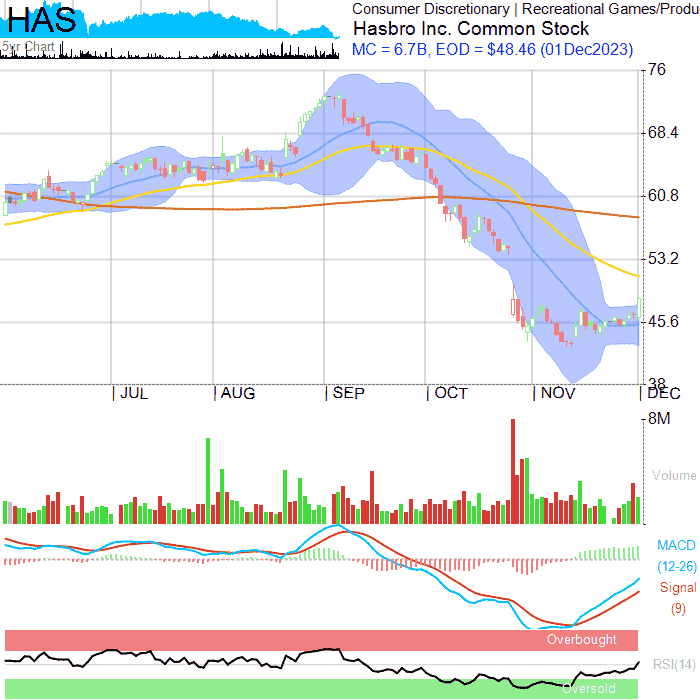 HAS
Consumer Discretionary | Recreational Games/Produ
Hasbro Inc. Common Stock
5yr Chart
MC = 6.7B, EOD = $48.46 (01Dec2023)
76
68.4
60.8
53.2
45.6
38
JUL AUG SEP OCT NOV DEC
8M
Volume
MACD
(12-26)
Signal
(9)
Overbought
RSI(14)
Oversold